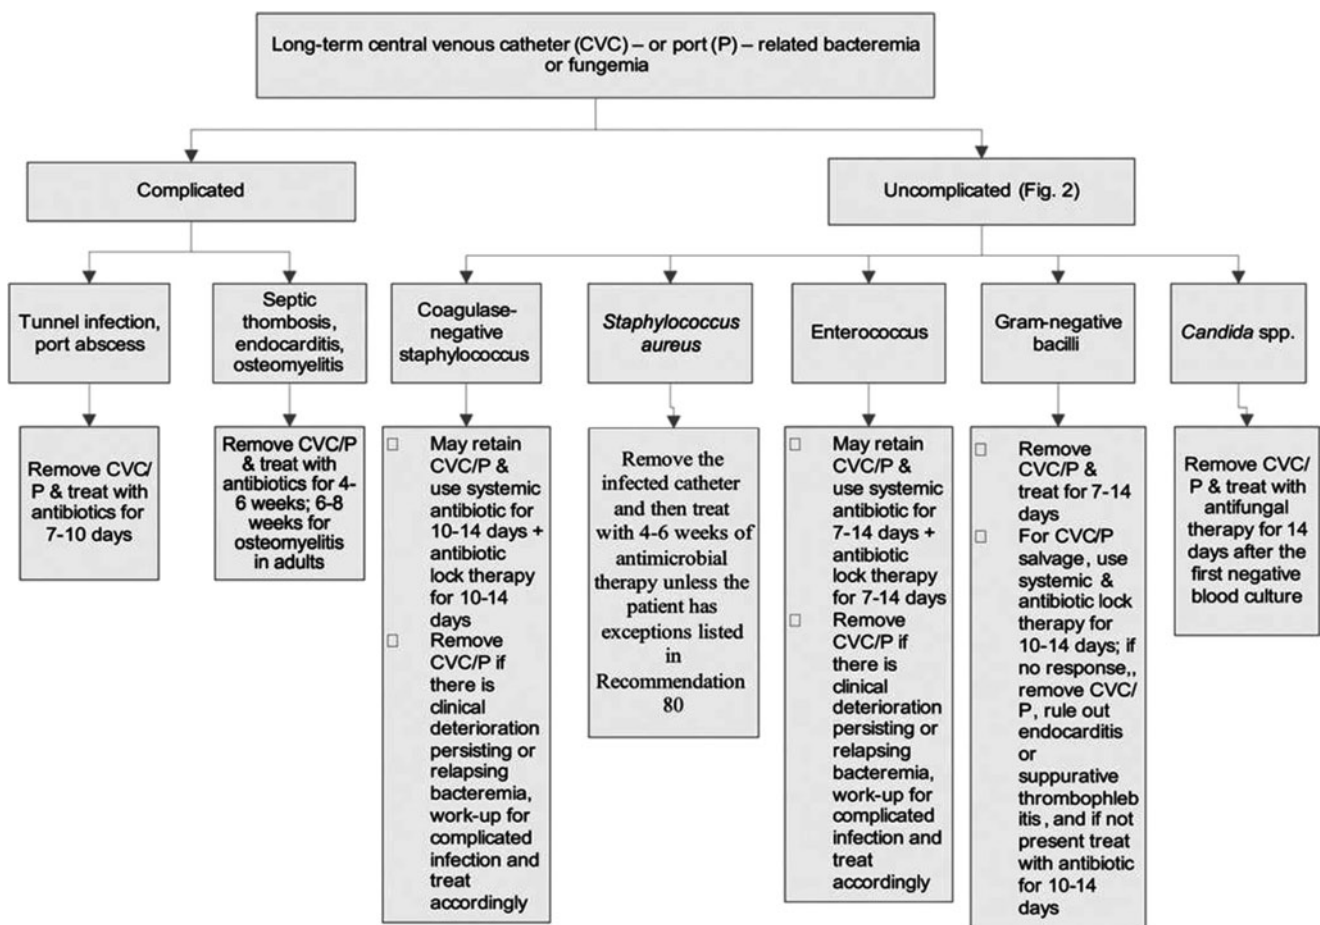 Long-term central venous catheter (CVC) – or port (P) – related bacteremia
or fungemia
Complicated
Uncomplicated (Fig. 2)
Tunnel infection,
port abscess
Septic
thombosis,
endocarditis,
osteomyelitis
Coagulase-
negative
staphylococcus
Staphylococcus
aureus
Enterococcus
Gram-negative
bacilli
Candida spp.
Remove CVC/
P & treat with
antibiotics for
7-10 days
Remove CVC/P
& treat with
antibiotics for 4-
6 weeks; 6-8
weeks for
osteomyelitis
in adults
May retain
CVC/P &
use systemic
antibiotic for
10-14 days +
antibiotic
lock therapy
for 10-14
days
Remove
CVC/P if
there is
clinical
deterioration
persisting or
relapsing
bacteremia,
work-up for
complicated
infection and
treat
accordingly
Remove the
infected catheter
and then treat
with 4-6 weeks of
antimicrobial
therapy unless the
patient has
exceptions listed
in
Recommendation
80
May retain
CVC/P &
use systemic
antibiotic for
7-14 days +
antibiotic
lock therapy
for 7-14 days
Remove
CVC/P if
there is
clinical
deterioration
persisting or
relapsing
bacteremia,
work-up for
complicated
infection and
treat
accordingly
Remove
CVC/P &
treat for 7-14
days
For CVC/P
salvage, use
systemic &
antibiotic lock
therapy for
10-14 days; if
no response,,
remove CVC/
P, rule out
endocarditis
or
suppurative
thrombophleb
itis, and if not
present treat
with antibiotic
for 10-14
days
Remove CVC/
P & treat with
antifungal
therapy for 14
days after the
first negative
blood culture